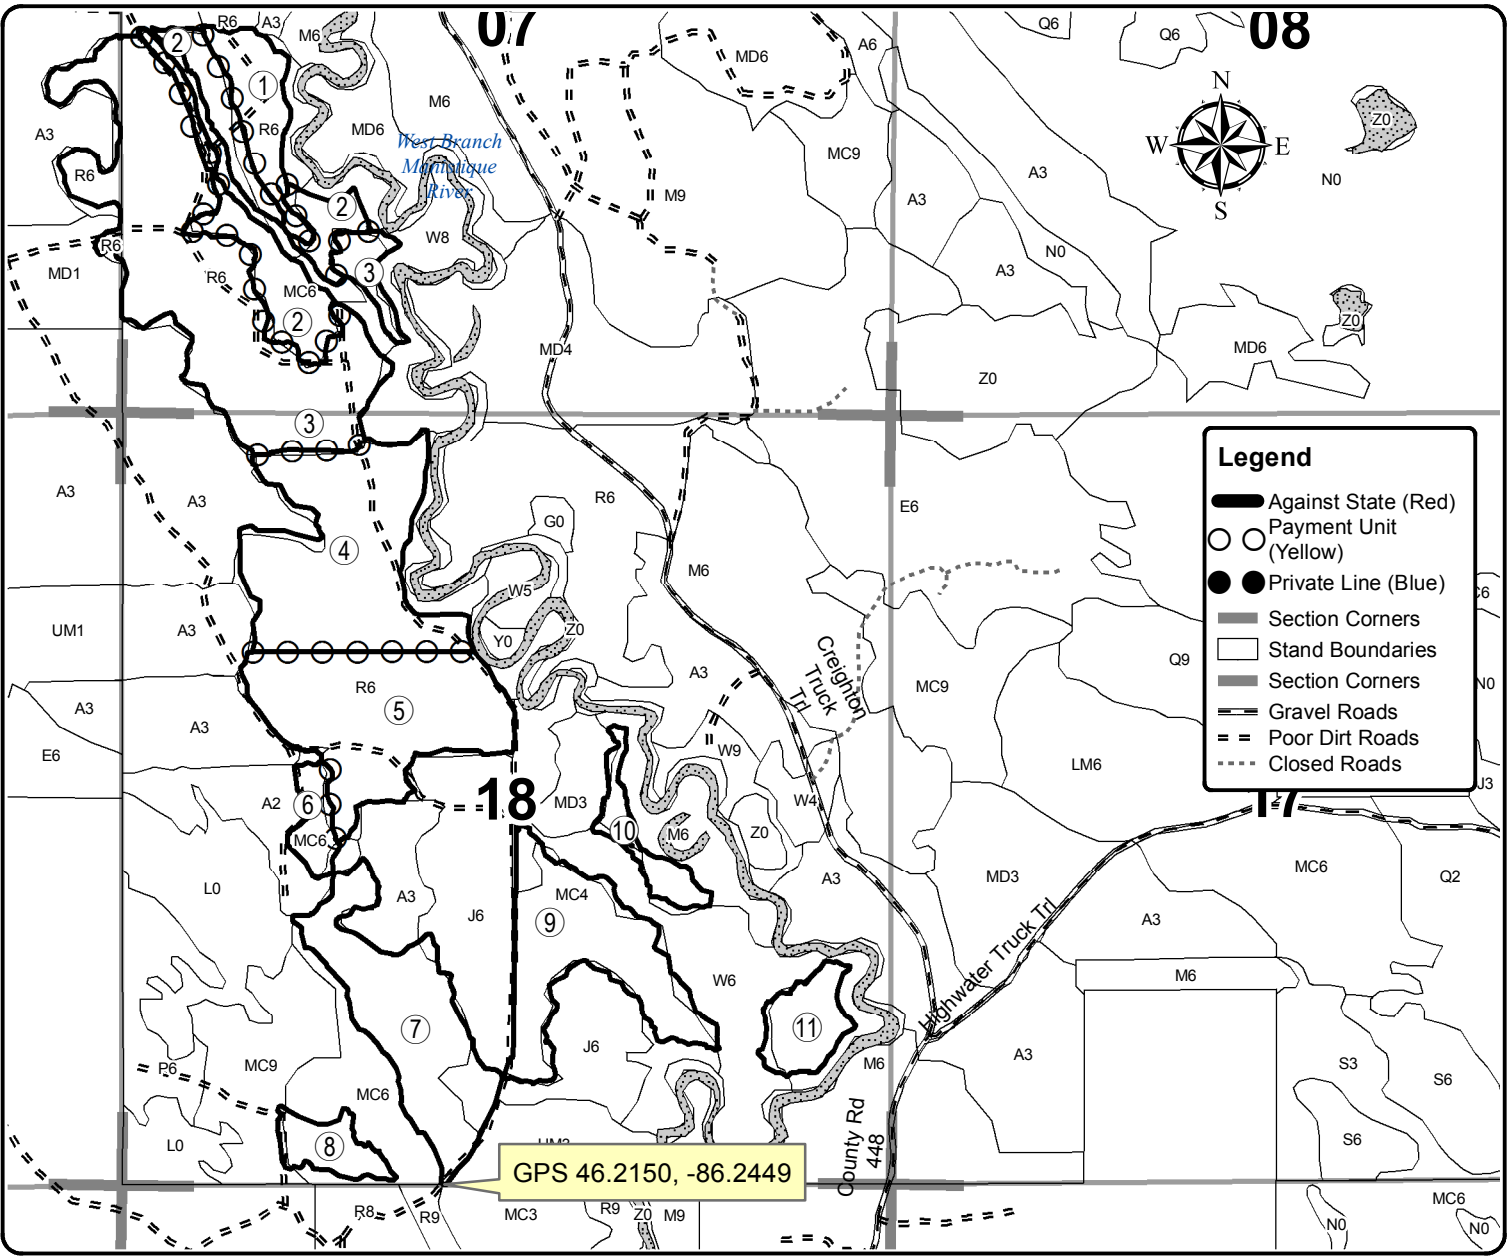 R6
A3
07
Q6
Q6
08
M6
2
A6
MD6
N
1
M6
Z0
A3
R6
MD6
West Branch
Manistique
River
W
E
MC9
R6
A3
N0
M9
A3
S
2
R6
W8
N0
MD1
R6
3
A3
MC6
2
Z0
MD4
MD6
Z0
3
Legend
Against State (Red)
Payment Unit
(Yellow)
Private Line (Blue)
Section Corners
Stand Boundaries
Section Corners
Gravel Roads
Poor Dirt Roads
Closed Roads
A3
A3
R6
E6
G0
4
M6
W5
C6
UM1
A3
Z0
Y0
Creighton
Truck
Trl
Q9
A3
R6
MC9
N0
A3
5
A3
E6
W9
LM6
J3
A2
6
18
MD3
W4
17
10
M6
Z0
MC6
MC6
L0
A3
MC4
A3
MD3
Q2
J6
9
A3
W6
M6
Highwater Truck Trl
7
11
J6
A3
P6
MC9
M6
S3
S6
MC6
L0
8
County Rd
448
S6
GPS 46.2150, -86.2449
R8
R9
MC3
R9
Z0
M9
MC6
N0
N0